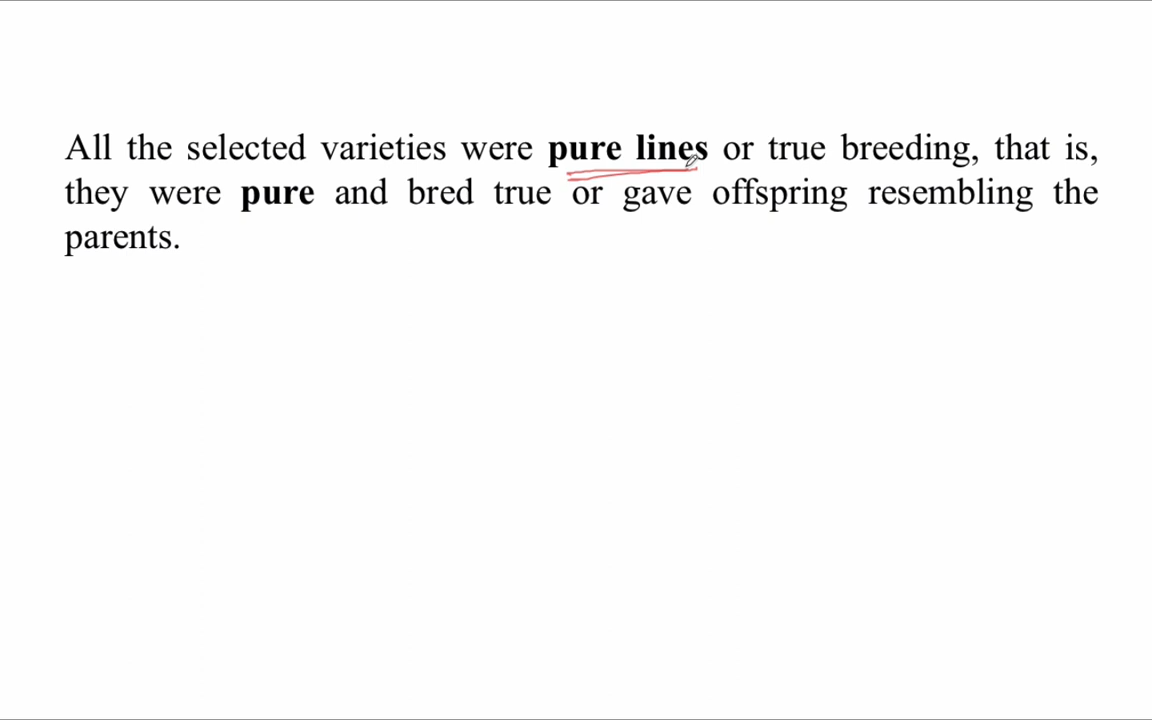 All the selected varieties were pure lines or true breeding, that is,
they were pure and bred true or gave offspring resembling the
parents.